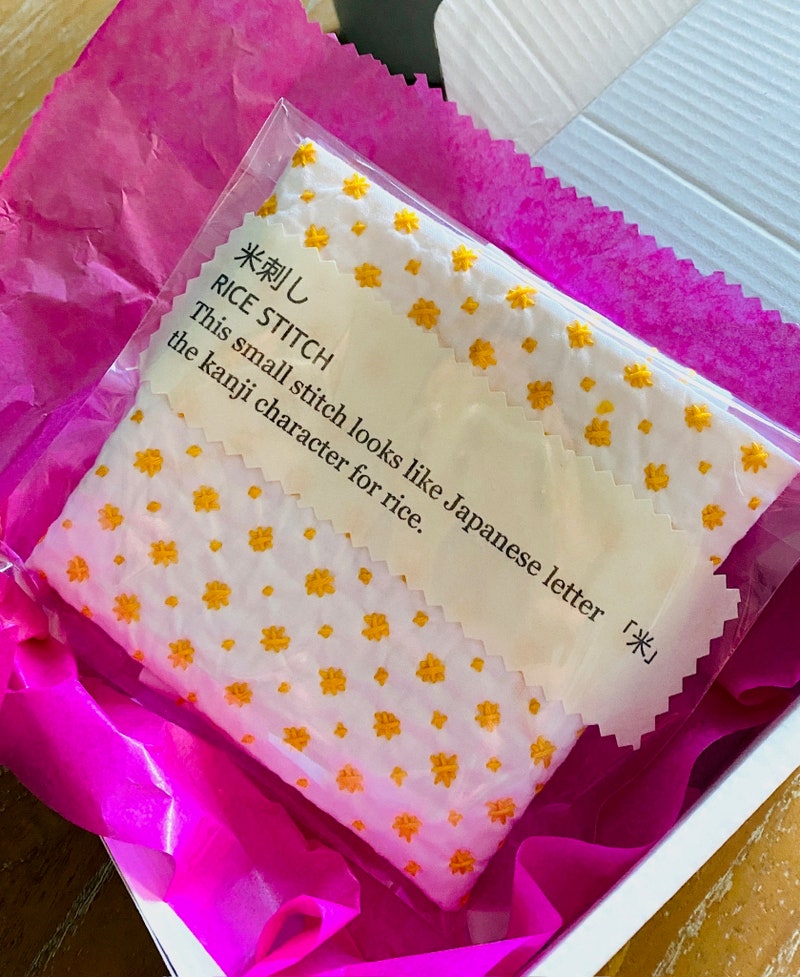 米刺し
RICE STITCH
This small stitch looks like Japanese letter 「米」
the kanji character for rice.